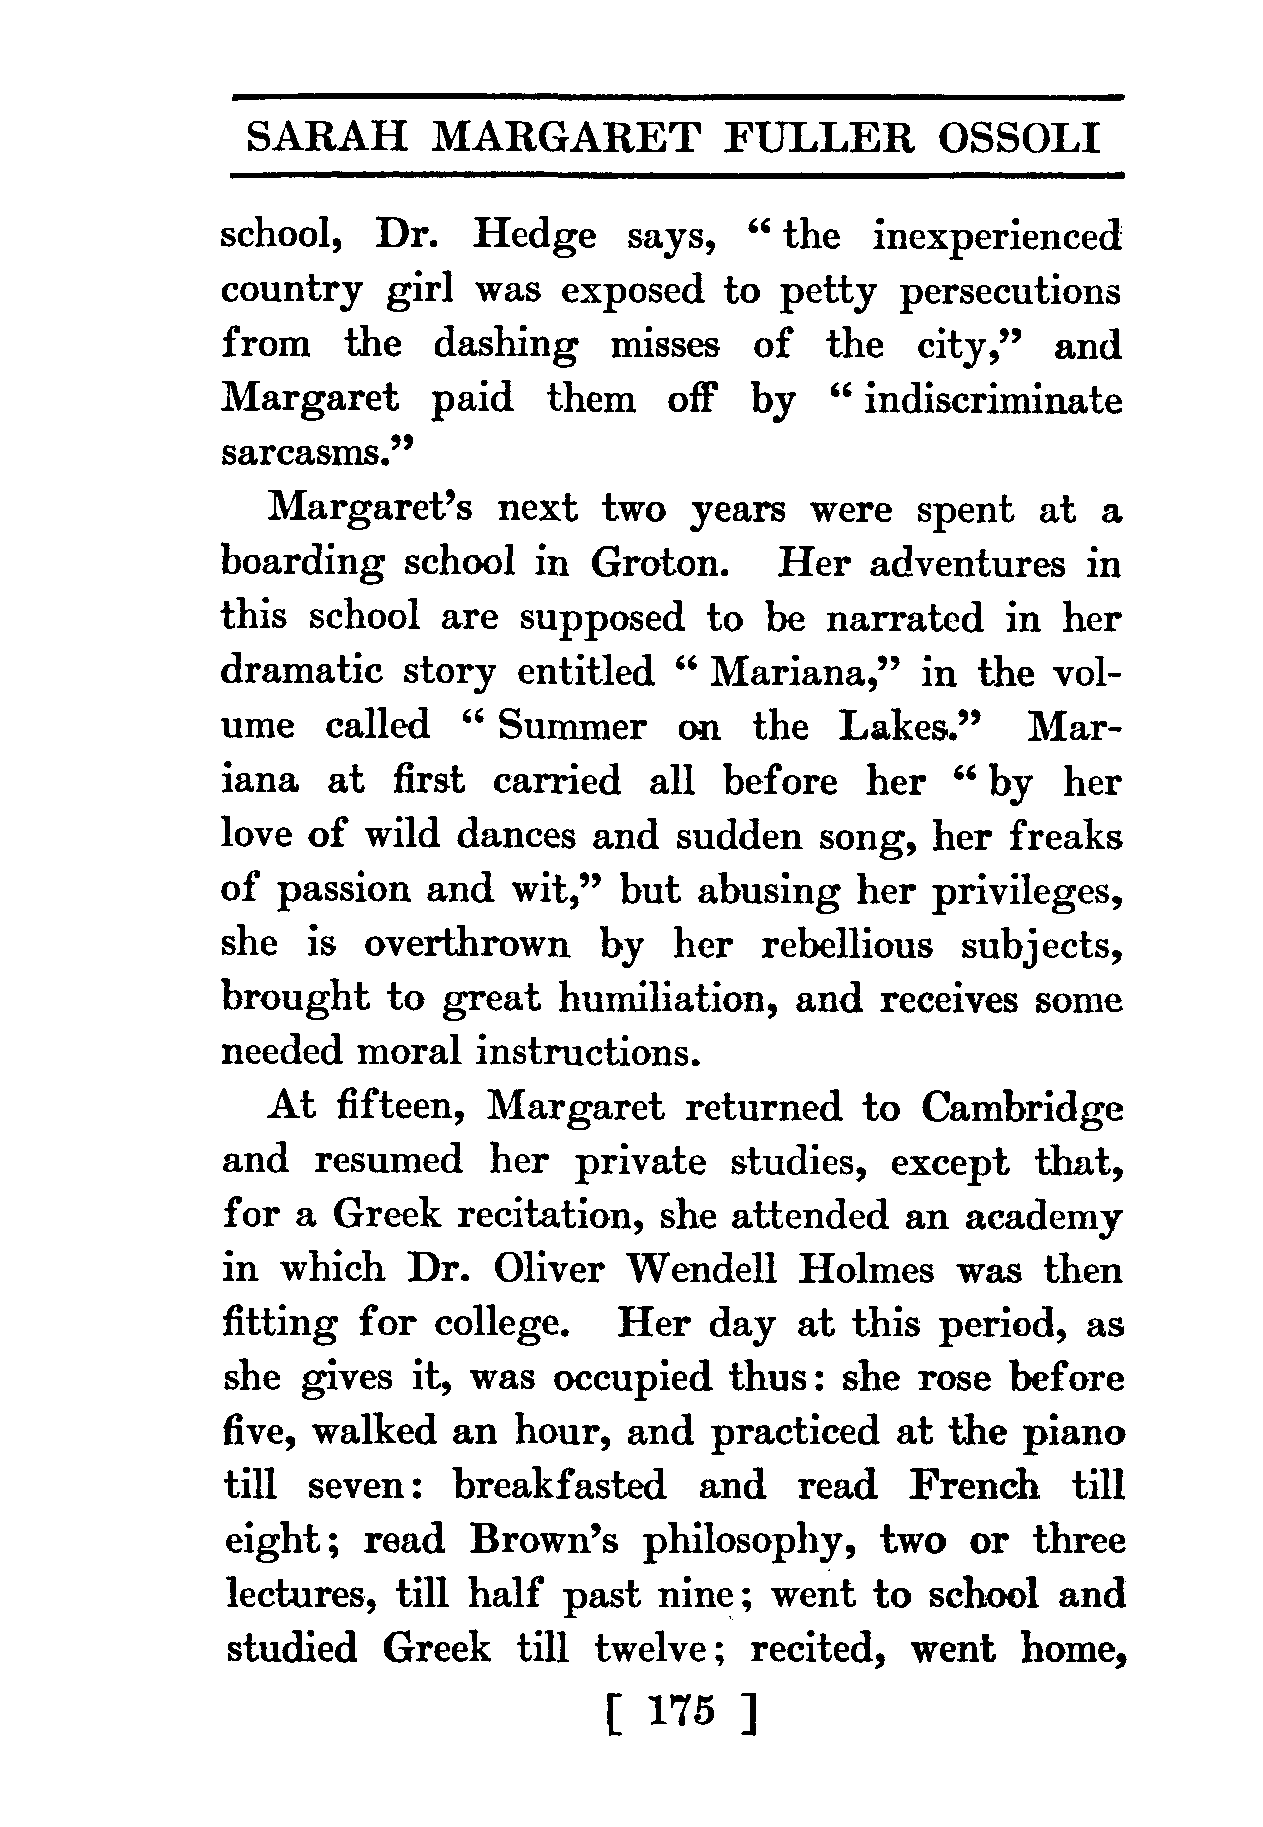 SARAH MARGARET FULLER OSSOLI
school, Dr. Hedge says, “ the inexperienced
country girl was exposed to petty persecutions
from the dashing misses of the city,” and
Margaret paid them off by “ indiscriminate
sarcasms.”
Margaret’s next two years were spent at a
boarding school in Groton. Her adventures in
this school are supposed to be narrated in her
dramatic story entitled “ Mariana,” in the vol-
ume called “ Summer on the Lakes.” Mar-
iana at first carried all before her “ by her
love of wild dances and sudden song, her freaks
of passion and wit,” but abusing her privileges,
she is overthrown by her rebellious subjects,
brought to great humiliation, and receives some
needed moral instructions.
At fifteen, Margaret returned to Cambridge
and resumed her private studies, except that,
for a Greek recitation, she attended an academy
in which Dr. Oliver Wendell Holmes was then
fitting for college. Her day at this period, as
she gives it, was occupied thus: she rose before
five, walked an hour, and practiced at the piano
till seven: breakfasted and read French till
eight; read Brown’s philosophy, two or three
lectures, till half past nine; went to school and
studied Greek till twelve; recited, went home,
[ 175 ]